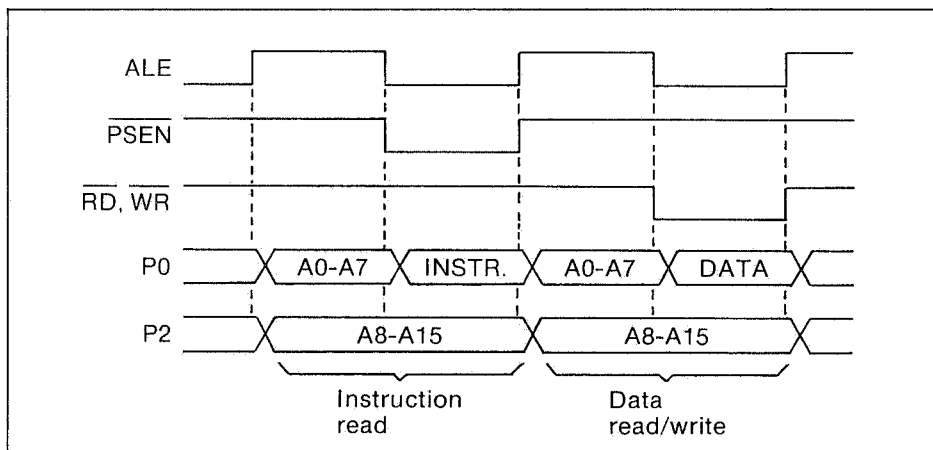 ALE
PSEN
RD, WR
P0 A0-A7 INSTR. A0-A7 DATA
P2 A8-A15 A8-A15
Instruction read
Data read/write